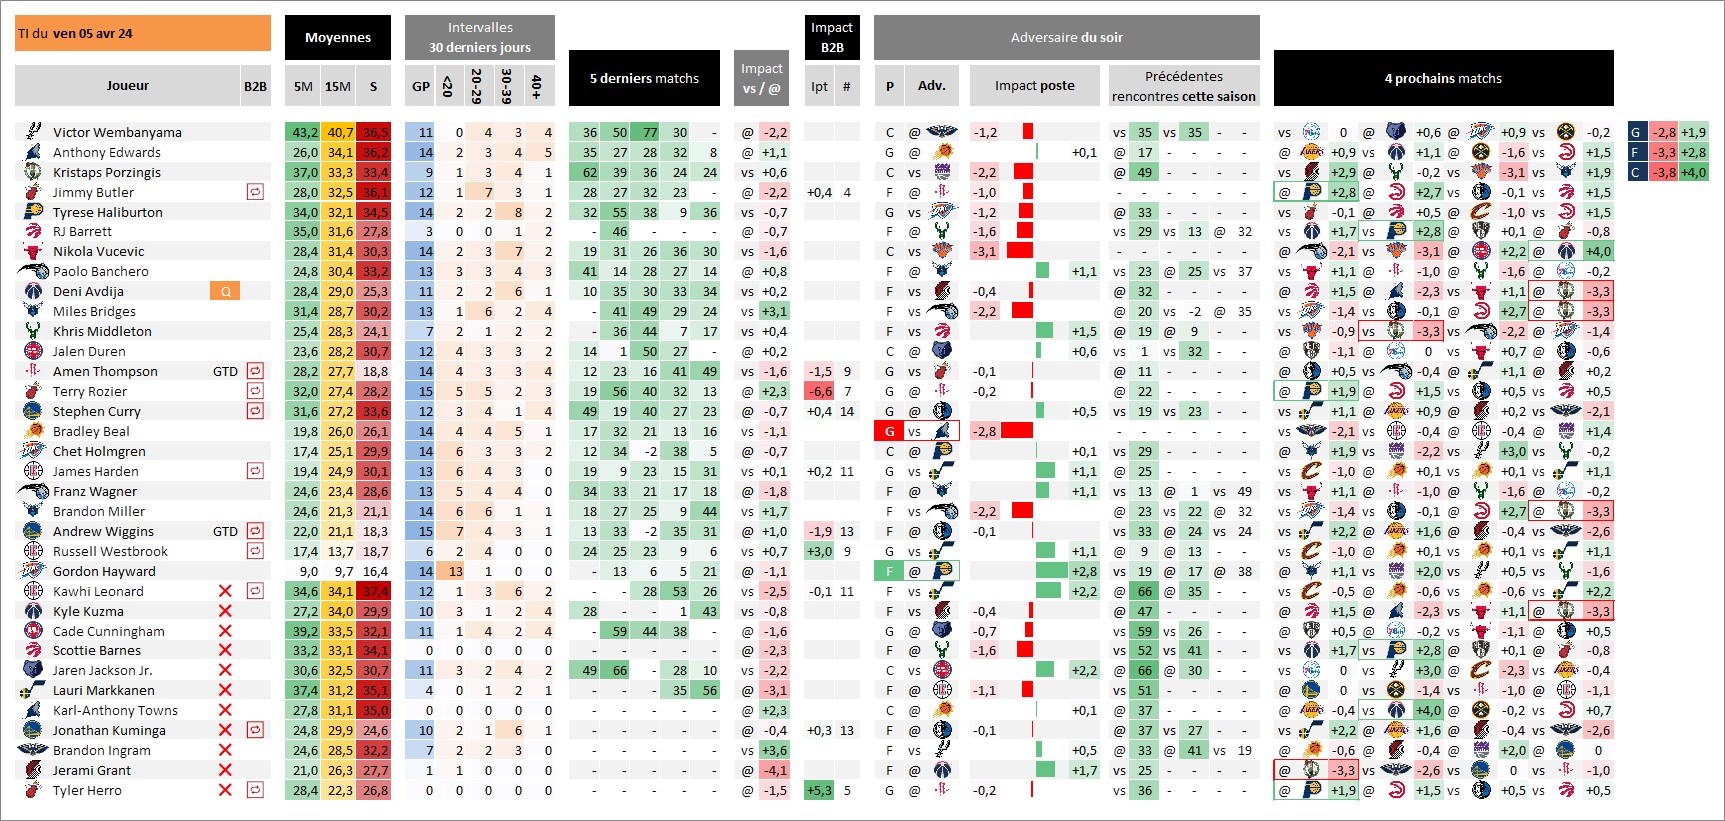 TI du ven 05 avr 24
Moyennes
Intervalles
30 derniers jours
5 derniers matchs
Impact
vs / @
Impact
B2B
Adversaire du soir
4 prochains matchs
Joueur B2B 5M 15M S GP <20 20-29 30-39 40+ Ipt # P Adv. Impact poste Précédentes
rencontres cette saison
Victor Wembanyama 43,2 40,7 36,5 11 0 4 3 4 36 50 77 30 - @ -2,2 C @ -1,2 vs 35 vs 35 - - vs 0 @ +0,6 @ +0,9 vs -0,2 G -2,8 +1,9
Anthony Edwards 26,0 34,1 36,2 14 2 3 4 5 35 27 28 32 8 @ +1,1 G @ +0,1 @ 17 - - - - @ +0,9 vs +1,1 @ -1,6 vs +1,5 F -3,3 +2,8
Kristaps Porzingis 37,0 33,3 33,4 9 1 3 4 1 62 39 36 24 24 vs +0,6 C vs -2,2 @ 49 - - - - vs +2,9 @ -0,2 vs -3,1 vs +1,9 C -3,8 +4,0
Jimmy Butler 28,0 32,5 36,1 12 1 7 3 1 28 27 32 23 - @ -2,2 +0,4 4 F @ -1,0 - - - - - - @ +2,8 @ +2,7 vs -0,1 vs +1,5
Tyrese Haliburton 34,0 32,1 34,5 14 2 2 8 2 32 55 38 9 36 vs -0,7 G vs -1,2 @ 33 - - - - vs -0,1 @ +0,5 @ -1,0 vs +1,5
RJ Barrett 35,0 31,6 27,8 3 0 0 1 2 - 46 - - - @ -0,7 F @ -1,6 vs 29 vs 13 @ 32 vs +1,7 vs +2,8 @ +0,1 @ -0,8
Nikola Vucevic 28,4 31,4 30,3 14 2 3 7 2 19 31 26 36 30 vs -1,6 C vs -3,1 - - - - - - @ -2,1 vs -3,1 @ +2,2 @ +4,0
Paolo Banchero 24,8 30,4 33,2 13 3 3 4 3 41 14 28 27 14 @ +0,8 F @ +1,1 vs 23 @ 25 vs 37 vs +1,1 @ -1,0 @ -1,6 @ -0,2
Deni Avdija Q 28,4 29,0 25,3 11 2 2 6 1 10 35 30 33 34 vs +0,2 F vs -0,4 @ 32 - - - - @ +1,5 @ -2,3 vs +1,1 @ -3,3
Miles Bridges 31,4 28,7 30,2 13 1 6 2 4 - 41 49 29 24 vs +3,1 F vs -2,2 @ 20 vs -2 @ 35 vs -1,4 vs -0,1 @ +2,7 @ -3,3
Khris Middleton 25,4 28,3 24,1 7 2 1 2 2 - 36 44 7 17 vs +0,4 F vs +1,5 @ 19 @ 9 - - vs -0,9 vs -3,3 vs -2,2 @ -1,4
Jalen Duren 23,6 28,2 30,7 12 4 3 3 2 14 1 50 27 - @ +0,2 C @ +0,6 vs 1 vs 32 - - @ -1,1 @ 0 vs +0,7 @ -0,6
Amen Thompson GTD 28,2 27,7 18,8 14 4 3 3 4 12 23 16 41 49 vs -1,6 -1,5 9 G vs -0,1 @ 11 - - - - @ +0,5 vs -0,4 @ +1,1 @ +0,2
Terry Rozier 32,0 27,4 28,2 15 5 5 2 3 19 56 40 32 13 @ +2,3 -6,6 7 G @ -0,2 @ 22 - - - - @ +1,9 @ +1,5 vs +0,5 vs +0,5
Stephen Curry 31,6 27,2 33,6 12 3 4 1 4 49 19 40 27 23 @ -0,7 +0,4 14 G @ +0,5 vs 19 vs 23 - - vs +1,1 @ +0,9 @ +0,2 vs -2,1
Bradley Beal 19,8 26,0 26,1 14 4 4 5 1 17 32 21 13 16 vs -1,1 G vs -2,8 - - - - - - vs -2,1 vs -0,4 @ -0,4 @ +1,4
Chet Holmgren 17,4 25,1 29,9 14 6 3 3 2 12 34 -2 38 5 @ -0,7 C @ +0,1 vs 29 - - - - @ +1,9 vs +1,2 vs +3,0 vs -0,2
James Harden 19,4 24,9 30,1 13 6 4 3 0 19 9 23 15 31 vs +0,1 +0,2 11 G vs +1,1 @ 25 - - - - vs -1,0 @ +0,1 @ +0,1 vs +1,1
Franz Wagner 24,6 23,4 28,6 13 5 4 4 0 34 33 21 17 18 @ -1,8 F @ +1,1 vs 13 @ 1 vs 49 vs +1,1 @ -1,0 @ -1,6 @ -0,2
Brandon Miller 24,6 21,3 21,1 14 6 6 1 1 18 27 25 9 44 vs +1,7 F vs -2,2 @ 23 vs 22 @ 32 vs -1,4 vs -0,1 @ +2,7 @ -3,3
Andrew Wiggins GTD 22,0 21,1 18,3 15 7 4 3 1 13 33 -2 35 31 @ +1,0 -1,9 13 F @ -0,1 vs 33 @ 24 vs 24 vs +2,2 @ +1,6 @ -0,4 vs -2,6
Russell Westbrook 17,4 13,7 18,7 6 2 4 0 0 24 25 23 9 6 vs +0,7 +3,0 9 G vs +1,1 @ 9 @ 13 - - vs -1,0 @ +0,1 @ +0,1 vs +1,1
Gordon Hayward 9,0 9,7 16,4 14 13 1 0 0 - 13 6 5 21 @ -1,1 F @ +2,8 vs 19 @ 17 @ 38 @ +1,1 vs +2,0 vs +0,5 vs -1,6
Kawhi Leonard 34,6 34,1 37,4 12 1 3 6 2 - - 28 53 26 vs -2,5 -0,1 11 F vs +2,2 @ 66 @ 35 - - vs -0,5 @ -0,6 @ -0,6 vs +2,2
Kyle Kuzma 27,2 34,0 29,9 10 3 1 2 4 28 - - 1 43 vs -0,8 F vs -0,4 @ 47 - - - - @ +1,5 @ -2,3 vs +1,1 @ -3,3
Cade Cunningham 39,2 33,5 32,1 11 1 4 2 4 - 59 44 38 - @ -1,6 G @ -0,7 vs 59 vs 26 - - @ +0,5 @ -0,2 vs -1,1 @ +0,5
Scottie Barnes 33,2 33,1 34,1 0 0 0 0 0 - - - - - @ -2,3 F @ -1,6 vs 52 vs 41 - - vs +1,7 vs +2,8 @ +0,1 @ -0,8
Jaren Jackson Jr. 30,6 32,5 30,7 11 3 2 4 2 49 66 - 28 10 vs -2,2 C vs +2,2 @ 66 @ 30 - - vs 0 vs +3,0 @ -2,3 @ -0,4
Lauri Markkanen 37,4 31,2 35,1 4 0 1 2 1 - - - 35 56 @ -3,1 F @ -1,1 vs 51 - - - - @ 0 vs -1,4 vs -1,0 @ -1,1
Karl-Anthony Towns 27,8 31,1 35,0 0 0 0 0 0 - - - - - @ +2,3 C @ +0,1 @ 37 - - - - @ -0,4 vs +4,0 @ -0,2 vs +0,7
Jonathan Kuminga 24,8 29,9 24,6 10 2 1 6 1 - - - - - @ -0,4 +0,3 13 F @ -0,1 vs 37 vs 27 - - vs +2,2 @ +1,6 @ -0,4 vs -2,6
Brandon Ingram 24,6 28,5 32,2 7 2 2 3 0 - - - - - vs +3,6 F vs +0,5 @ 33 @ 41 vs 19 @ -0,6 @ -0,4 @ +2,0 @ 0
Jerami Grant 21,0 26,3 27,7 1 1 0 0 0 - - - - - @ -4,1 F @ +1,7 vs 25 - - - - @ -3,3 vs -2,6 vs 0 vs -1,0
Tyler Herro 28,4 22,3 26,8 0 0 0 0 0 - - - - - @ -1,5 +5,3 5 G @ -0,2 vs 36 - - - - @ +1,9 @ +1,5 vs +0,5 vs +0,5